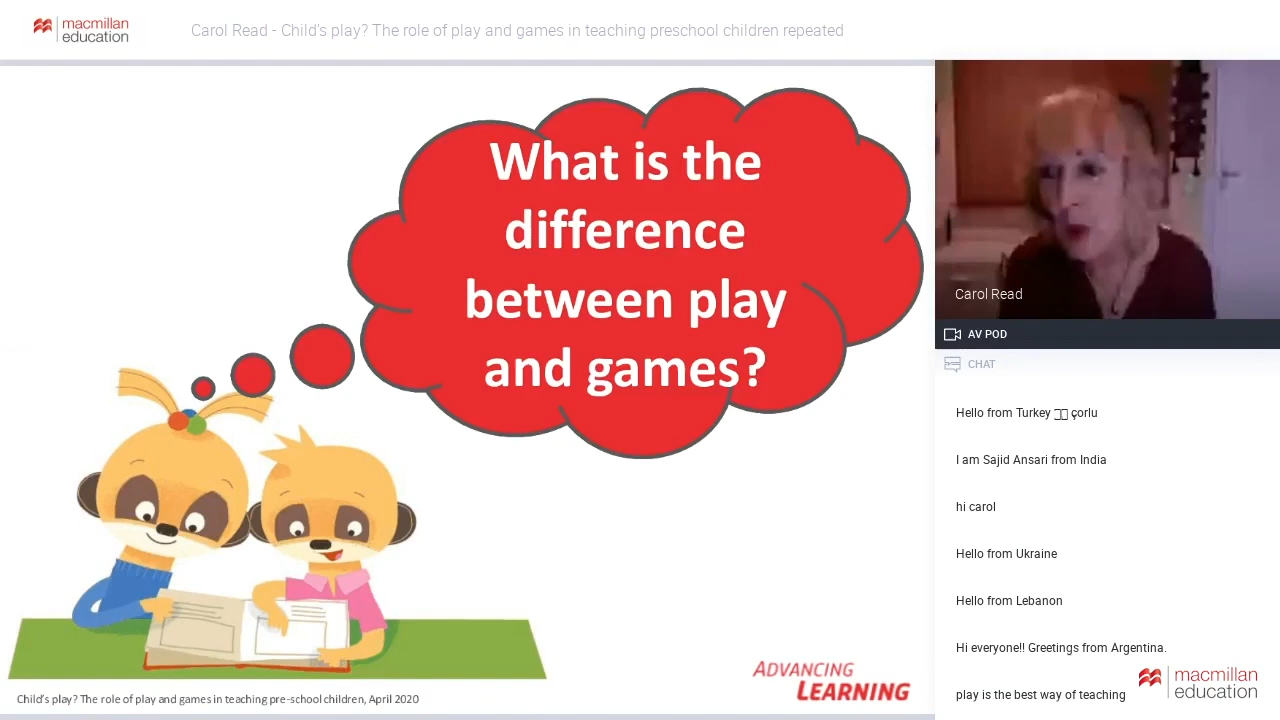 macmillan
education
Carol Read - Child's play? The role of play and games in teaching preschool children repeated
What is the
difference
between play
and games?
ADVANCING
LEARNING
Child's play? The role of play and games in teaching pre-school children, April 2020
Carol Read
AV POD
CHAT
Hello from Turkey çorlu
I am Sajid Ansari from India
hi carol
Hello from Ukraine
Hello from Lebanon
Hi everyone!! Greetings from Argentina.
play is the best way of teaching
macmillan
education